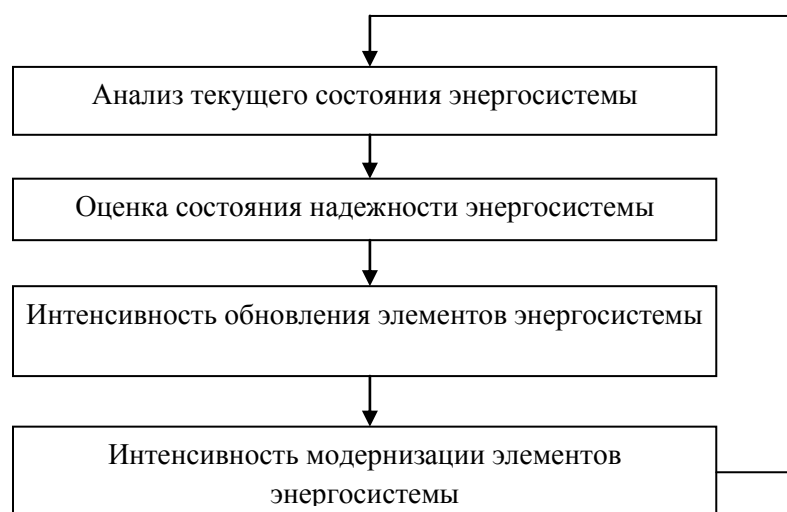 Анализ текущего состояния энергосистемы
Оценка состояния надежности энергосистемы
Интенсивность обновления элементов энергосистемы
Интенсивность модернизации элементов
энергосистемы